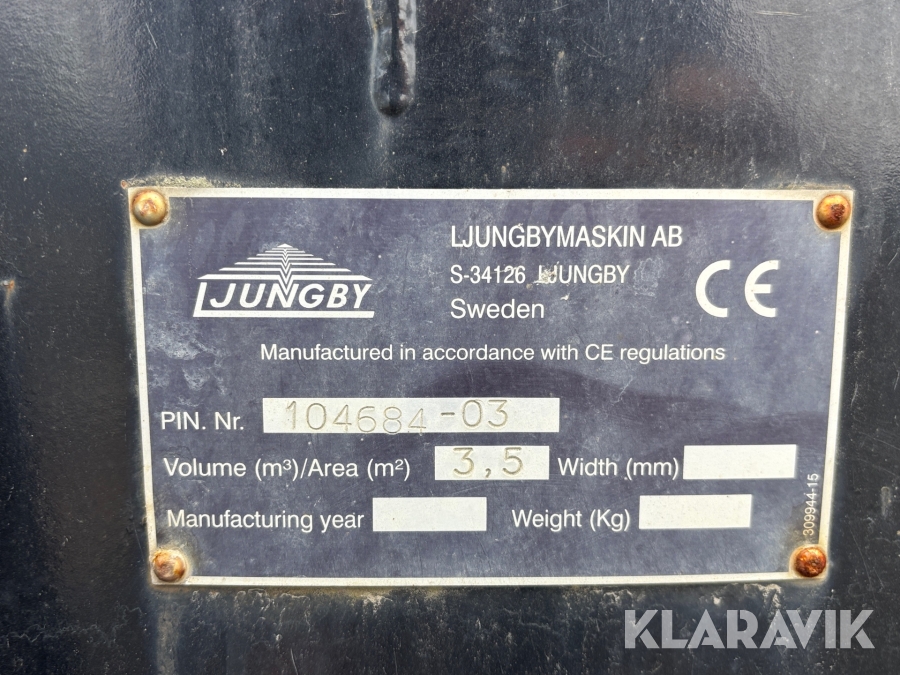 LJUNGBY
LJUNGBYMASKIN AB
S-34126 LJUNGBY
Sweden
CE
Manufactured in accordance with CE regulations
PIN. Nr. 104684-03
Volume (m³)/Area (m²) 3,5 Width (mm)
Manufacturing year Weight (Kg)
309944-15
KLARAVIK